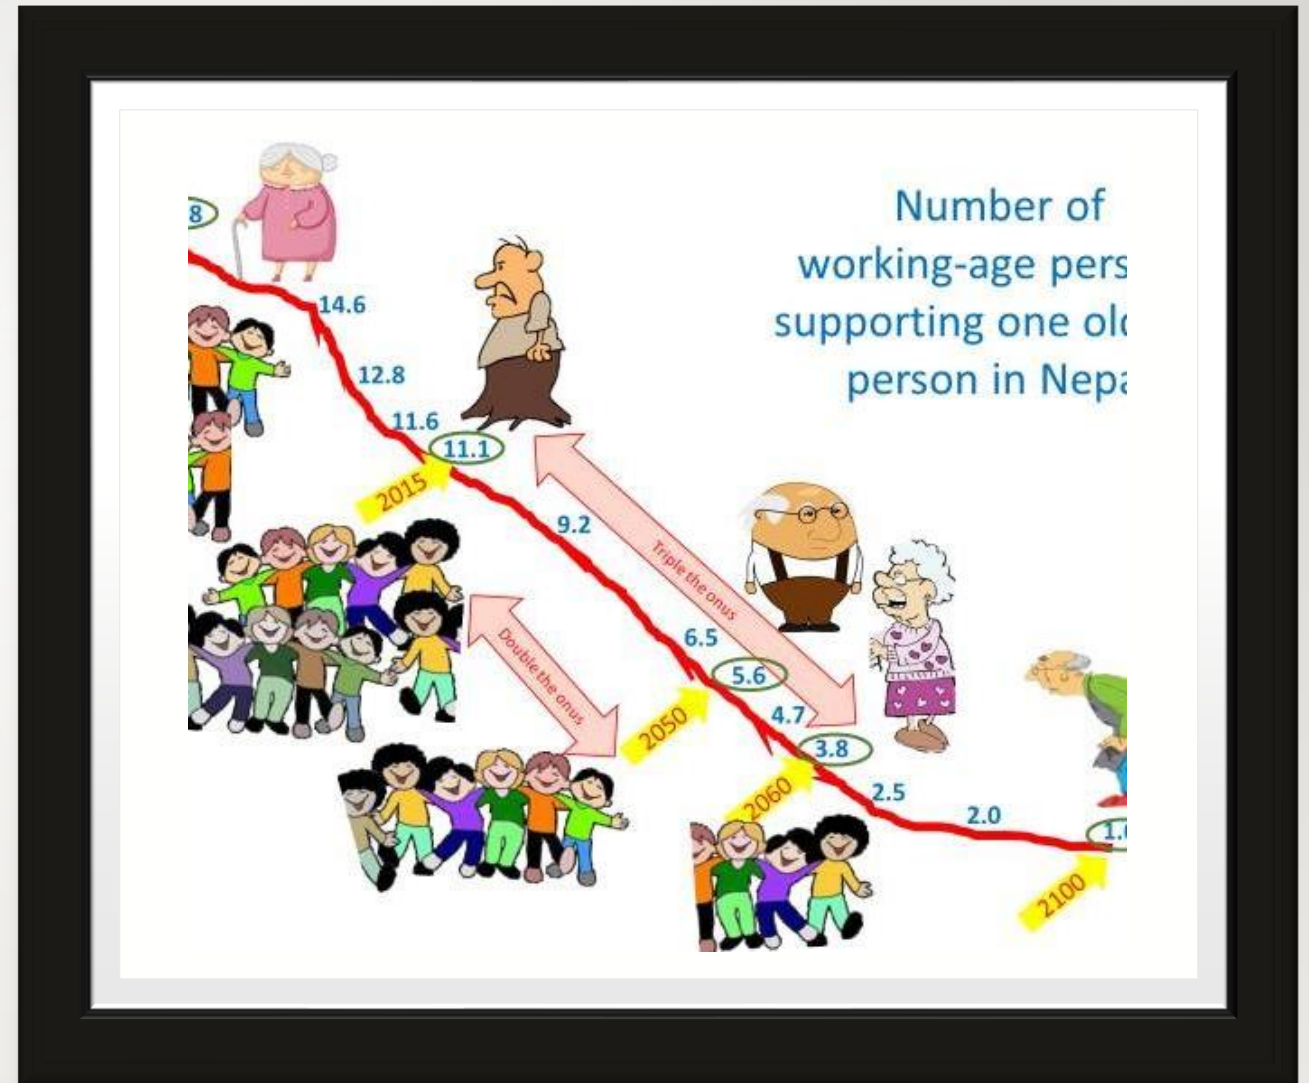 Number of
working-age pers
supporting one old
person in Nepa
8
14.6
12.8
11.6
11.1
2015
9.2
Triple the onus
Double the onus
6.5
5.6
2050
4.7
3.8
2060
2.5
2.0
2100